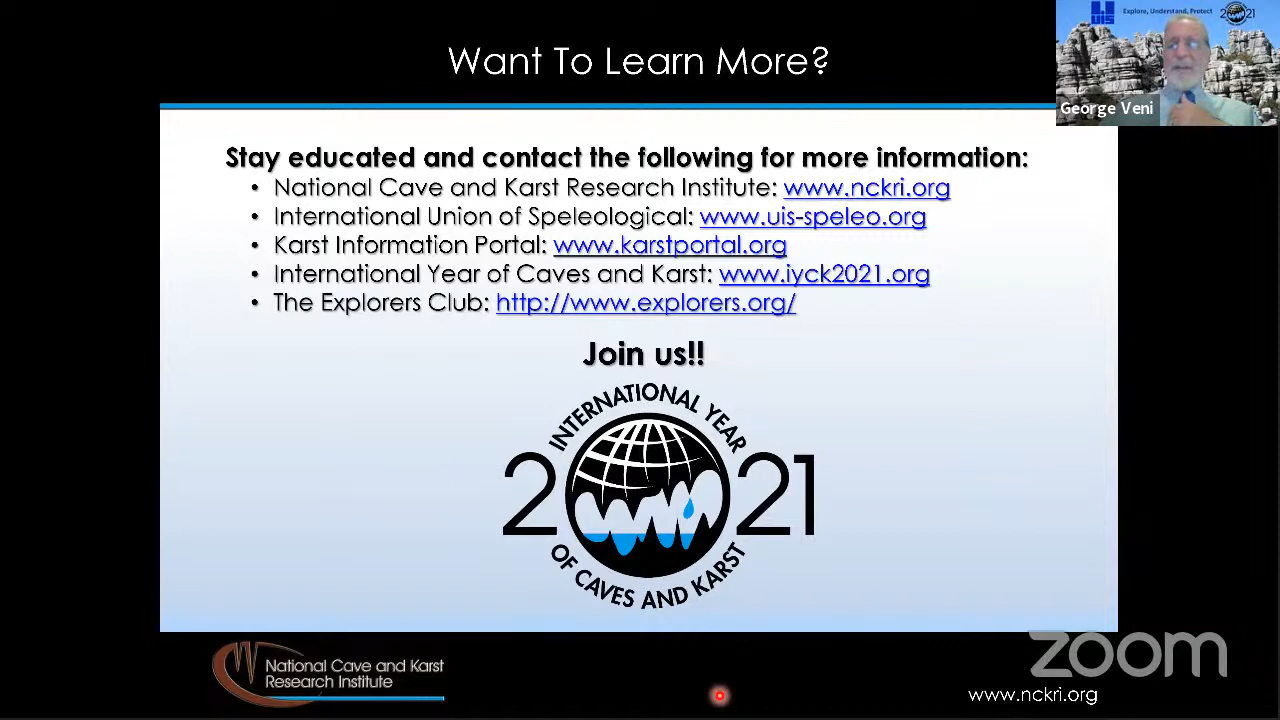 Want To Learn More?
UIS
Explore, Understand, Protect
2021
George Veni
Stay educated and contact the following for more information:
• National Cave and Karst Research Institute: www.nckri.org
• International Union of Speleological: www.uis-speleo.org
• Karst Information Portal: www.karstportal.org
• International Year of Caves and Karst: www.iyck2021.org
• The Explorers Club: http://www.explorers.org/
Join us!!
INTERNATIONAL YEAR
2021
OF CAVES AND KARST
National Cave and Karst
Research Institute
zoom
www.nckri.org